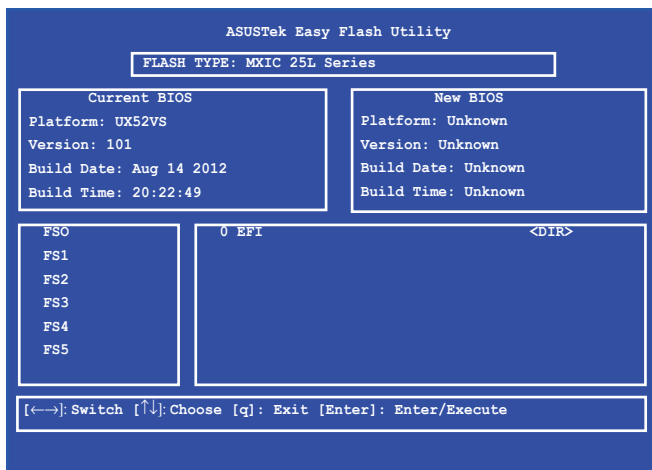 ASUSTek Easy Flash Utility
FLASH TYPE: MXIC 25L Series
Current BIOS
Platform: UX52VS
Version: 101
Build Date: Aug 14 2012
Build Time: 20:22:49
New BIOS
Platform: Unknown
Version: Unknown
Build Date: Unknown
Build Time: Unknown
FSO
FS1
FS2
FS3
FS4
FS5
0 EFI <DIR>
[←→]: Switch [↑↓]: Choose [q]: Exit [Enter]: Enter/Execute